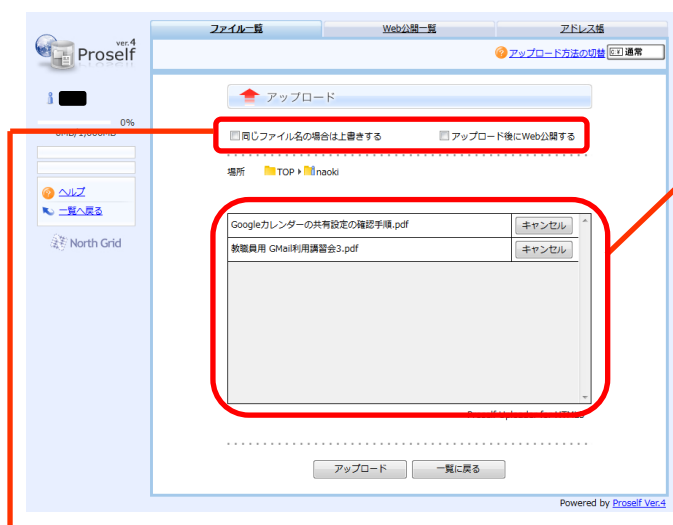 ver.4
Proself
ファイル一覧
Web公開一覧
アドレス帳
アップロード方法の切替 通常
アップロード
0%
0MB/1,000MB
同じファイル名の場合は上書きする
アップロード後にWeb公開する
場所 TOP naoki
ヘルプ
一覧へ戻る
North Grid
Googleカレンダーの共有設定の確認手順.pdf キャンセル
教職員用 GMail利用講習会3.pdf キャンセル
Proself Uploader for HTML5
アップロード 一覧に戻る
Powered by Proself Ver.4